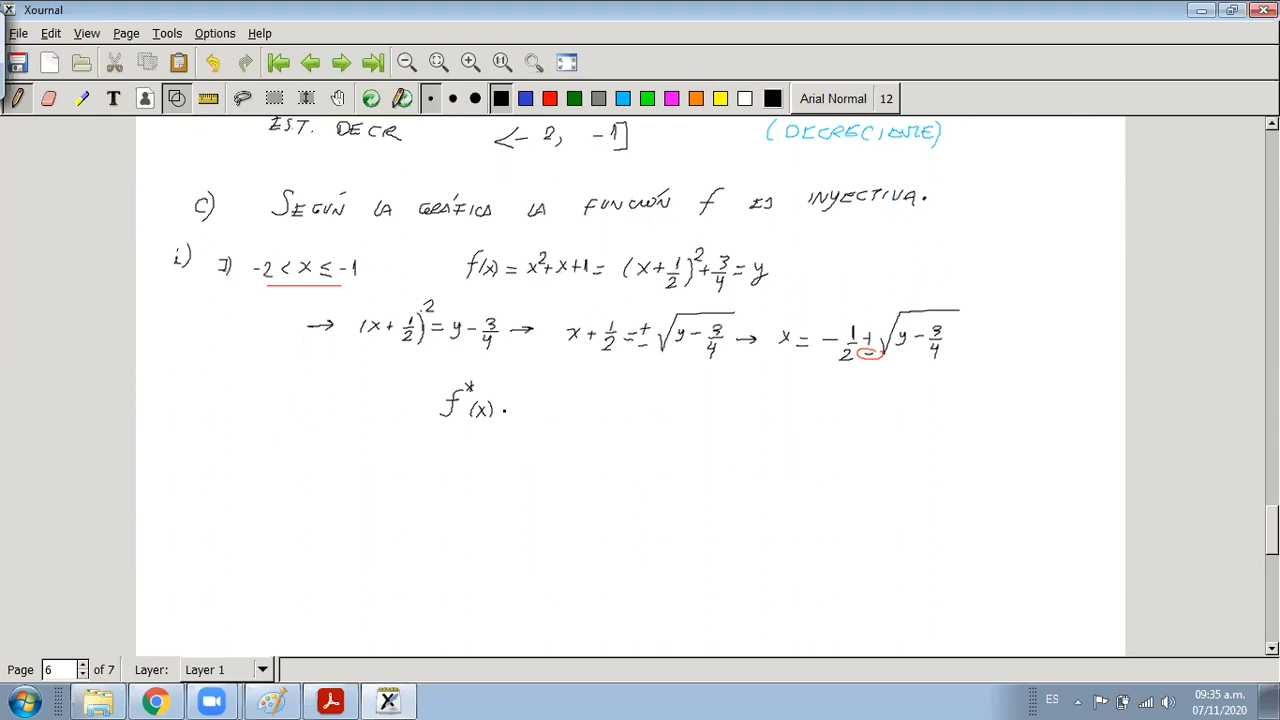 Xournal
File Edit View Page Tools Options Help
Arial Normal 12
EST. DECR <-2, -1] (DECRECIENTE)
c) SEGÚN LA GRÁFICA LA FUNCIÓN f ES INYECTIVA.
i) -2 < x ≤ -1 f(x) = x²+x+1 = (x+1/2)²+3/4 = y
→ (x+1/2)² = y-3/4 → x+1/2 = ±√(y-3/4) → x = -1/2 ± √(y-3/4)
f*(x)
Page 6 of 7 Layer: Layer 1
ES 09:35 a.m.
07/11/2020